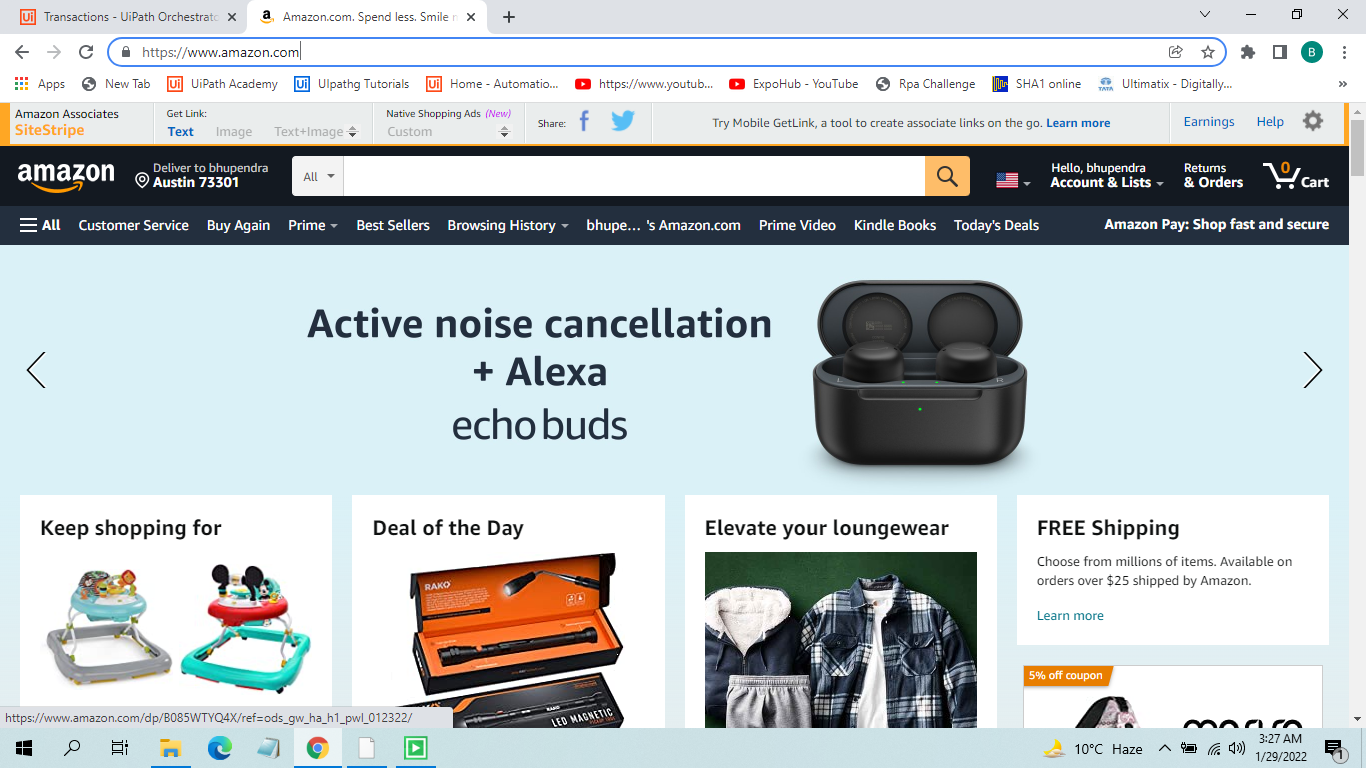 Transactions - UiPath Orchestrato
Amazon.com. Spend less. Smile m
https://www.amazon.com
B
Apps
New Tab
UiPath Academy
UIpathg Tutorials
Home - Automatio...
https://www.youtub...
ExpoHub - YouTube
Rpa Challenge
SHA1 online
Ultimatix - Digitally...
»
Amazon Associates
SiteStripe
Get Link:
Text Image Text+Image
Native Shopping Ads (New)
Custom
Share:
Try Mobile GetLink, a tool to create associate links on the go. Learn more
Earnings
Help
amazon
Deliver to bhupendra
Austin 73301
All
Hello, bhupendra
Account & Lists
Returns
& Orders
0
Cart
All
Customer Service
Buy Again
Prime
Best Sellers
Browsing History
bhupe... 's Amazon.com
Prime Video
Kindle Books
Today's Deals
Amazon Pay: Shop fast and secure
Active noise cancellation
+ Alexa
echo buds
L
R
Keep shopping for
Deal of the Day
RAKO
RAKO
LED MAGNETIC
Elevate your loungewear
FREE Shipping
Choose from millions of items. Available on
orders over $25 shipped by Amazon.
Learn more
5% off coupon
https://www.amazon.com/dp/B085WTYQ4X/ref=ods_gw_ha_h1_pwl_012322/
10°C Haze
3:27 AM
1/29/2022
1